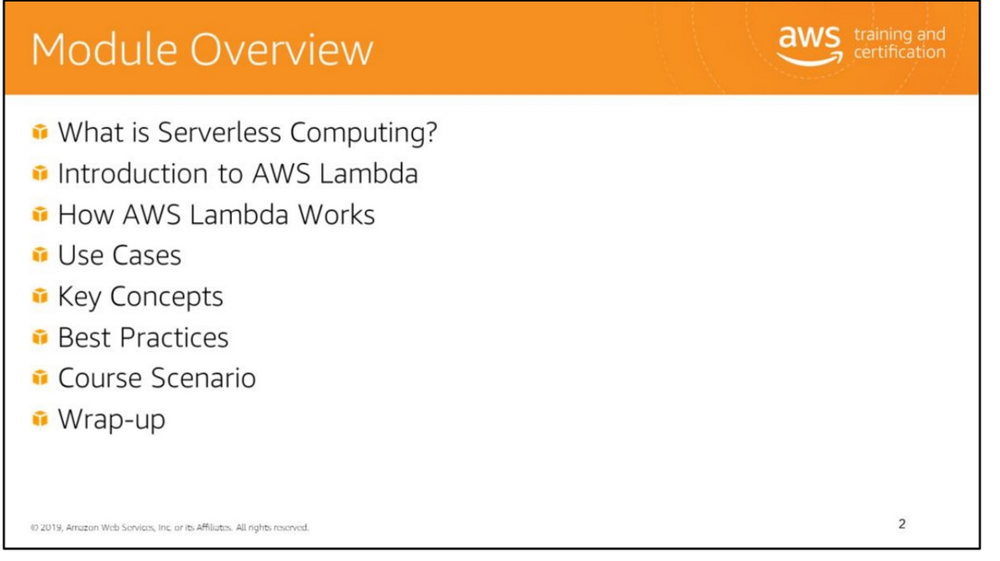 Module Overview
aws training and
certification
What is Serverless Computing?
Introduction to AWS Lambda
How AWS Lambda Works
Use Cases
Key Concepts
Best Practices
Course Scenario
Wrap-up
© 2019, Amazon Web Services, Inc. or its Affiliates. All rights reserved.
2